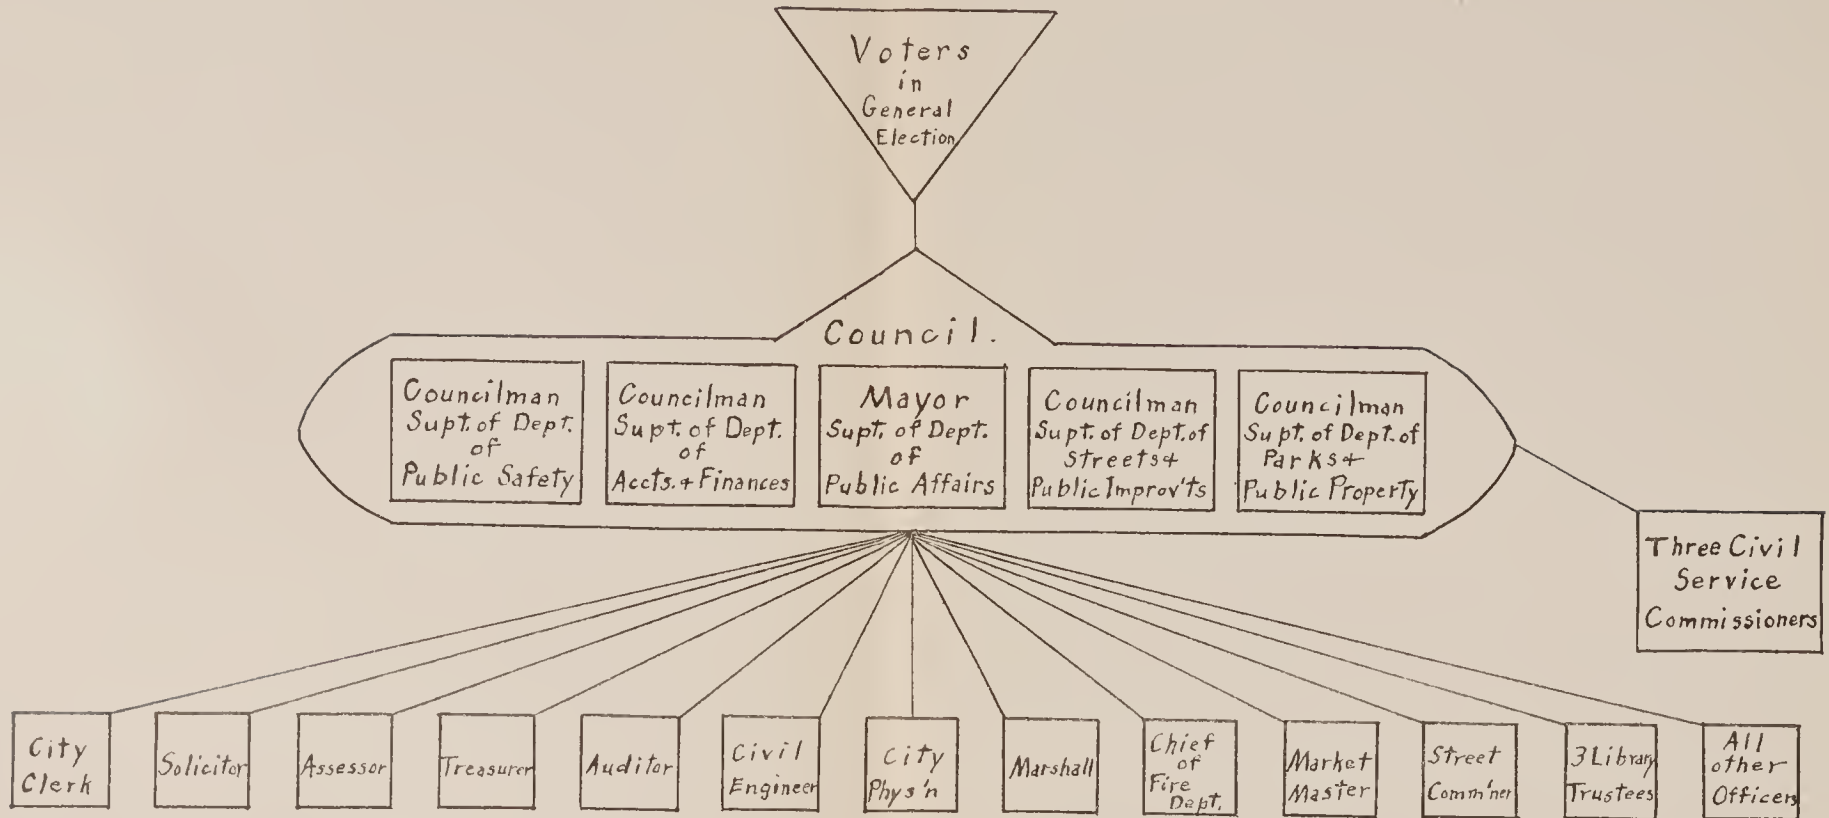 Voters
in
General
Election
Council.
Councilman
Supt. of Dept.
of
Public Safety
Councilman
Supt. of Dept.
of
Accts. + Finances
Mayor
Supt. of Dept.
of
Public Affairs
Councilman
Supt. of Dept. of
Streets +
Public Improv'ts
Councilman
Supt. of Dept. of
Parks +
Public Property
Three Civil
Service
Commissioners
City
Clerk
Solicitor
Assessor
Treasurer
Auditor
Civil
Engineer
City
Phys'n
Marshall
Chief
of
Fire
Dept.
Market
Master
Street
Comm'ner
3 Library
Trustees
All
other
Officers